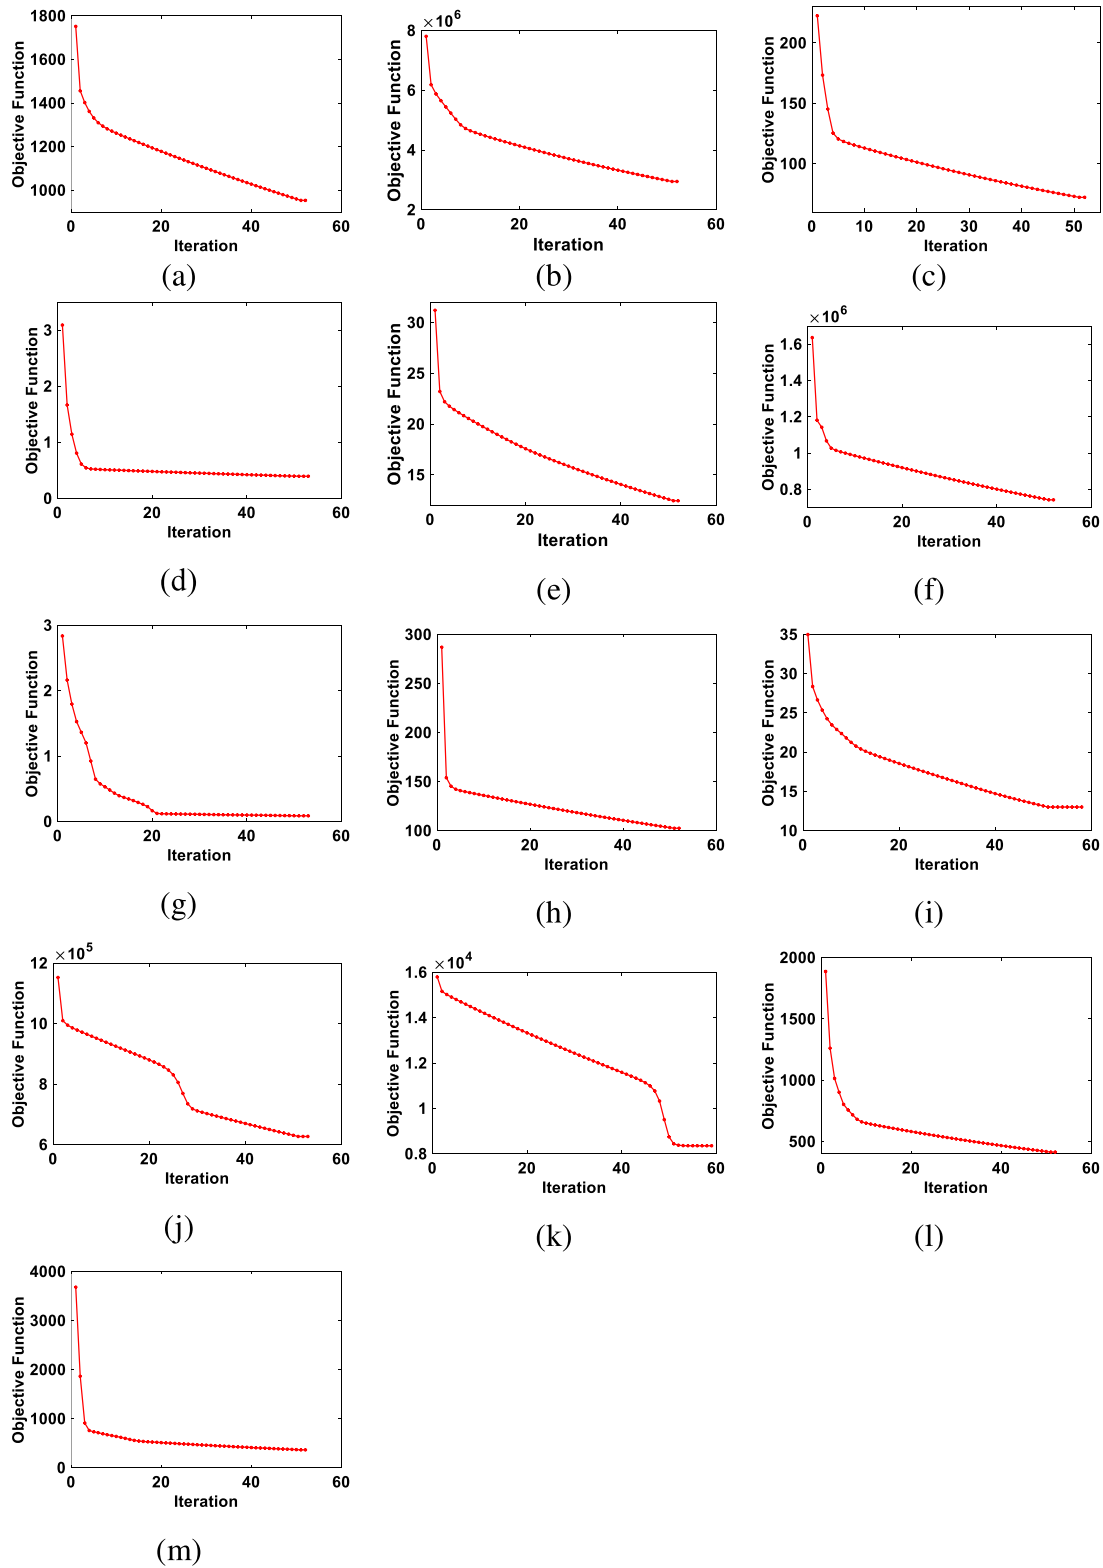 1800
1600
1400
1200
1000
0 20 40 60
Objective Function
Iteration
(a)
×10^6
8
6
4
2
0 20 40 60
Objective Function
Iteration
(b)
200
150
100
0 10 20 30 40 50
Objective Function
Iteration
(c)
3
2
1
0
0 20 40 60
Objective Function
Iteration
(d)
30
25
20
15
0 20 40 60
Objective Function
Iteration
(e)
×10^6
1.6
1.4
1.2
1
0.8
0 20 40 60
Objective Function
Iteration
(f)
3
2
1
0
0 20 40 60
Objective Function
Iteration
(g)
300
250
200
150
100
0 20 40 60
Objective Function
Iteration
(h)
35
30
25
20
15
10
0 20 40 60
Objective Function
Iteration
(i)
×10^5
12
10
8
6
0 20 40 60
Objective Function
Iteration
(j)
×10^4
1.6
1.4
1.2
1
0.8
0 20 40 60
Objective Function
Iteration
(k)
2000
1500
1000
500
0 20 40 60
Objective Function
Iteration
(l)
4000
3000
2000
1000
0
0 20 40 60
Objective Function
Iteration
(m)